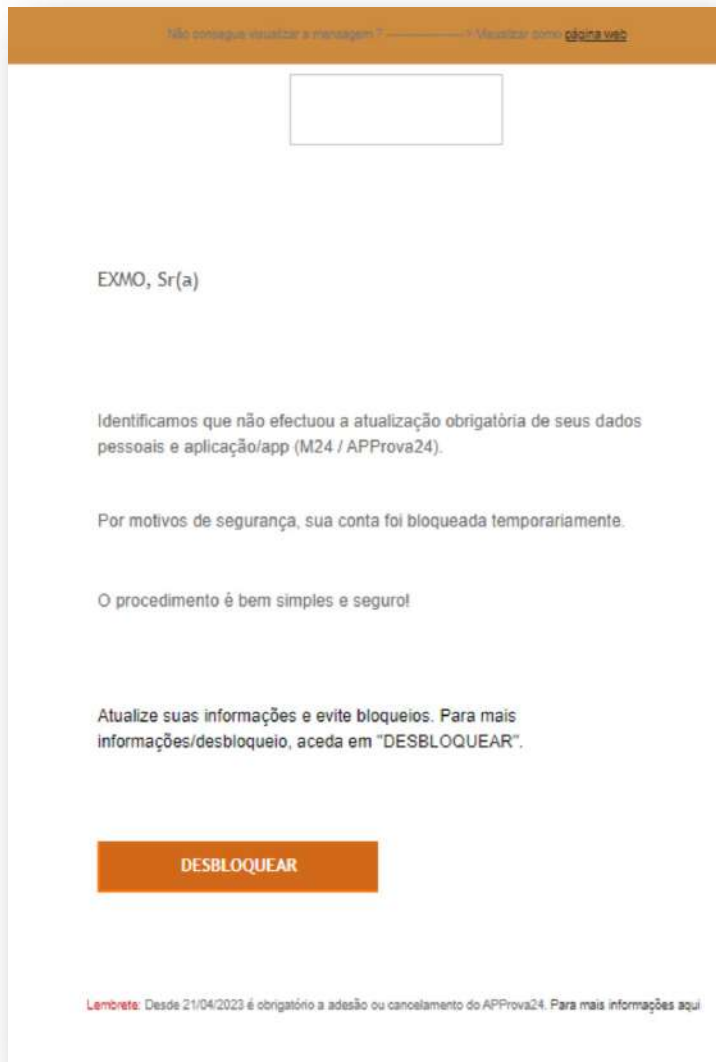 Não consegue visualizar a mensagem ? ------------------> Visualizar como página web
EXMO, Sr(a)
Identificamos que não efectuou a atualização obrigatória de seus dados
pessoais e aplicação/app (M24 / APProva24).
Por motivos de segurança, sua conta foi bloqueada temporariamente.
O procedimento é bem simples e seguro!
Atualize suas informações e evite bloqueios. Para mais
informações/desbloqueio, aceda em "DESBLOQUEAR".
DESBLOQUEAR
Lembrete: Desde 21/04/2023 é obrigatório a adesão ou cancelamento do APProva24. Para mais informações aqui